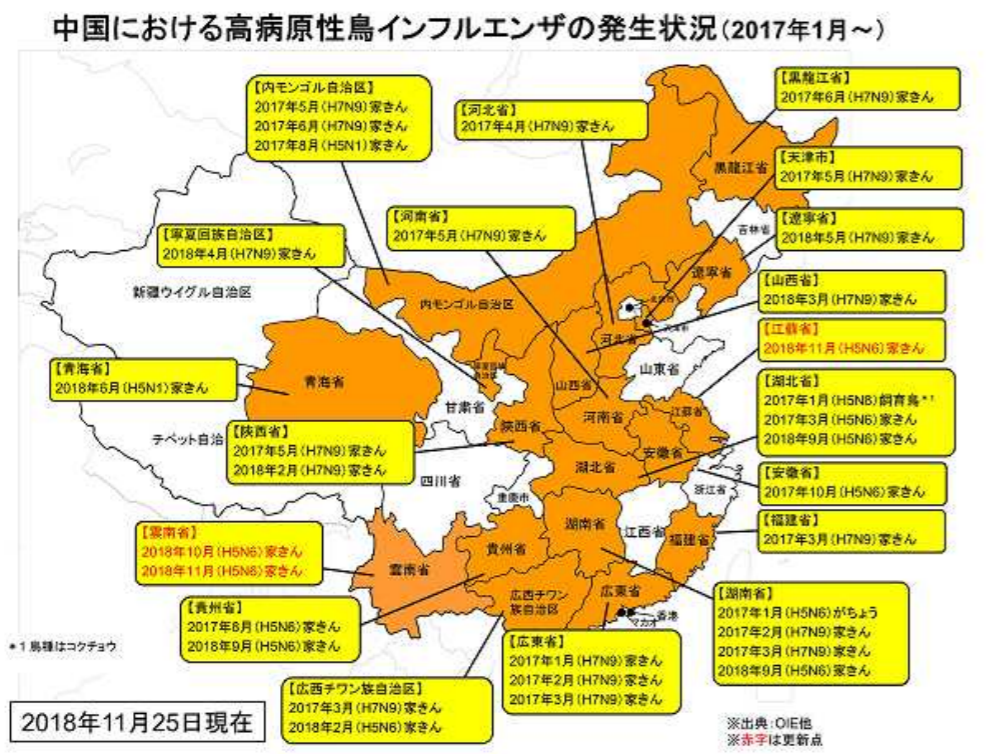 中国における高病原性鳥インフルエンザの発生状況(2017年1月～)
【内モンゴル自治区】
2017年5月(H7N9)家きん
2017年6月(H7N9)家きん
2017年8月(H5N1)家きん
【河北省】
2017年4月(H7N9)家きん
【黒龍江省】
2017年6月(H7N9)家きん
【天津市】
2017年5月(H7N9)家きん
【河南省】
2017年5月(H7N9)家きん
【遼寧省】
2018年5月(H7N9)家きん
【寧夏回族自治区】
2018年4月(H7N9)家きん
【山西省】
2018年3月(H7N9)家きん
【江蘇省】
2018年11月(H5N6)家きん
【青海省】
2018年6月(H5N1)家きん
【湖北省】
2017年1月(H5N8)飼育鳥*1
2017年3月(H5N6)家きん
2018年9月(H5N6)家きん
【陝西省】
2017年5月(H7N9)家きん
2018年2月(H7N9)家きん
【安徽省】
2017年10月(H5N6)家きん
【福建省】
2017年3月(H7N9)家きん
【雲南省】
2018年10月(H5N6)家きん
2018年11月(H5N6)家きん
【貴州省】
2017年6月(H5N6)家きん
2018年9月(H5N6)家きん
【湖南省】
2017年1月(H5N6)がちょう
2017年2月(H7N9)家きん
2017年3月(H7N9)家きん
2018年9月(H5N6)家きん
【広東省】
2017年1月(H7N9)家きん
2017年2月(H7N9)家きん
2017年3月(H7N9)家きん
【広西チワン族自治区】
2017年3月(H7N9)家きん
2018年2月(H5N6)家きん
黒龍江省
吉林省
遼寧省
新疆ウイグル自治区
内モンゴル自治区
天津市
河北省
山東省
青海省
山西省
甘粛省
河南省
江蘇省
陝西省
チベット自治
安徽省
四川省
湖北省
重慶市
浙江省
湖南省
江西省
貴州省
福建省
雲南省
広西チワン
族自治区
広東省
香港
マカオ
*1 鳥種はコクチョウ
2018年11月25日現在
※出典:OIE他
※赤字は更新点